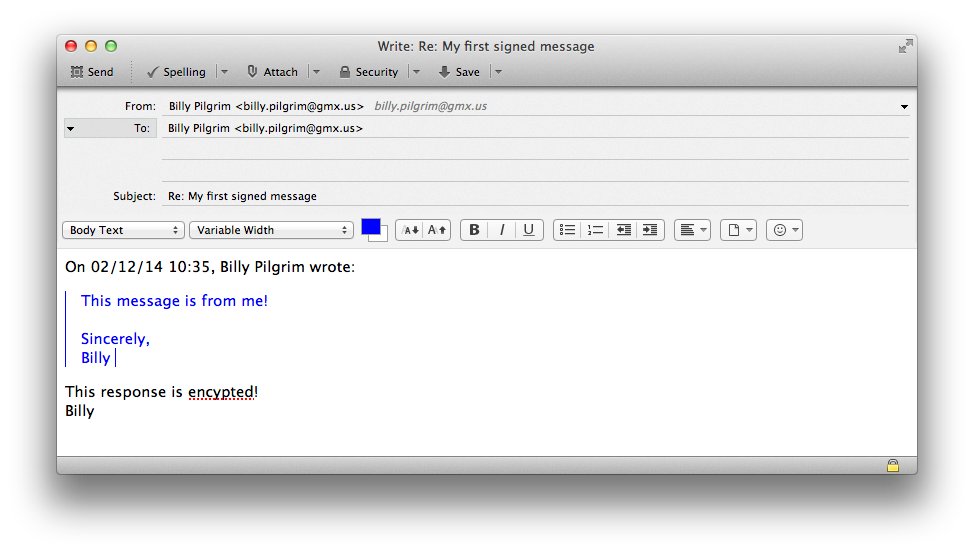 Write: Re: My first signed message
Send Spelling Attach Security Save
From: Billy Pilgrim <billy.pilgrim@gmx.us> billy.pilgrim@gmx.us
To: Billy Pilgrim <billy.pilgrim@gmx.us>
Subject: Re: My first signed message
Body Text Variable Width A A B I U
On 02/12/14 10:35, Billy Pilgrim wrote:
This message is from me!
Sincerely,
Billy
This response is encypted!
Billy